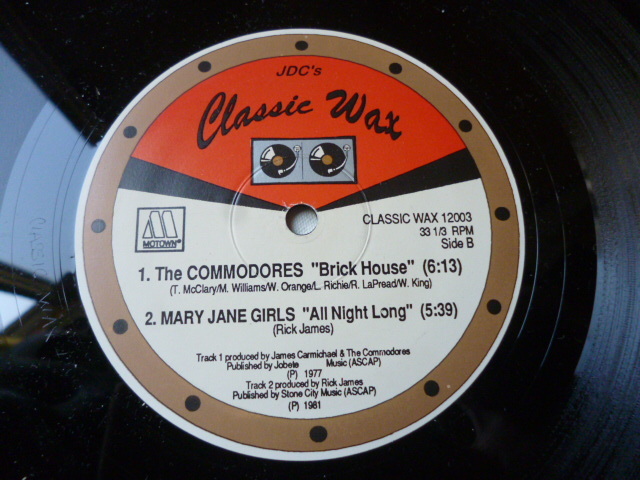 JDC's
Classic Wax
MOTOWN
CLASSIC WAX 12003
33 1/3 RPM
Side B
1. The COMMODORES "Brick House" (6:13)
(T. McClary/M. Williams/W. Orange/L. Richie/R. LaPread/W. King)
2. MARY JANE GIRLS "All Night Long" (5:39)
(Rick James)
Track 1 produced by James Carmichael & The Commodores
Published by Jobete Music (ASCAP)
(P) 1977
Track 2 produced by Rick James
Published by Stone City Music (ASCAP)
(P) 1981